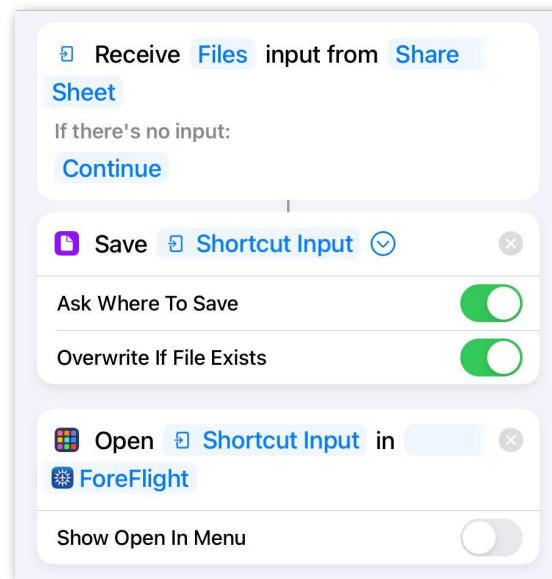 Receive Files input from Share
Sheet
If there's no input:
Continue
Save Shortcut Input
Ask Where To Save
Overwrite If File Exists
Open Shortcut Input in
ForeFlight
Show Open In Menu